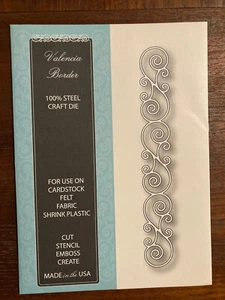 Valencia
Border
100% STEEL
CRAFT DIE
FOR USE ON
CARDSTOCK
FELT
FABRIC
SHRINK PLASTIC
CUT
STENCIL
EMBOSS
CREATE
MADE in the USA